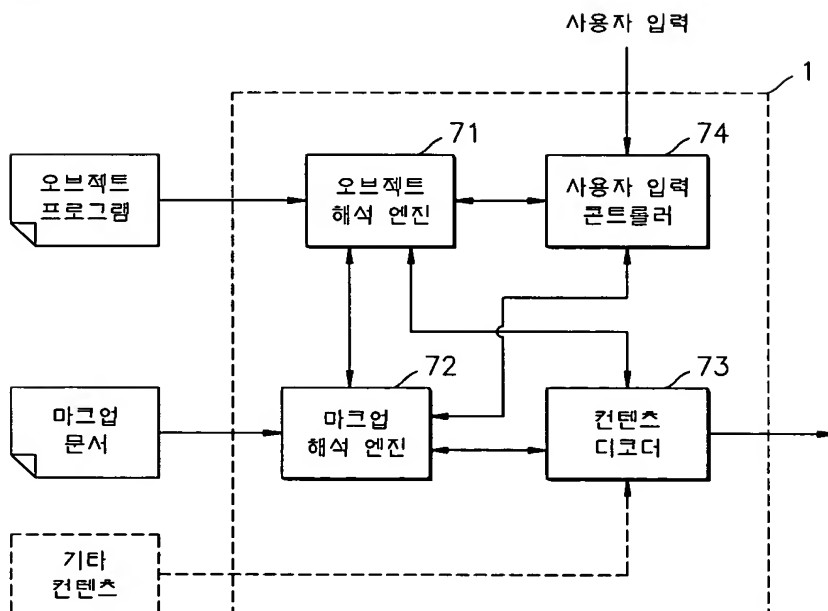 사용자 입력
1
71
74
오브젝트
프로그램
오브젝트
해석 엔진
사용자 입력
콘트롤러
72
73
마크업
문서
마크업
해석 엔진
컨텐츠
디코더
기타
컨텐츠